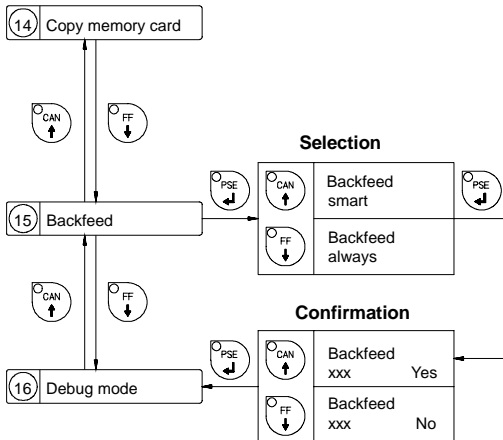 14 Copy memory card
CAN FF
Selection
PSE CAN Backfeed PSE
smart
15 Backfeed
FF Backfeed
always
CAN FF
Confirmation
PSE CAN Backfeed
xxx Yes
16 Debug mode
FF Backfeed
xxx No